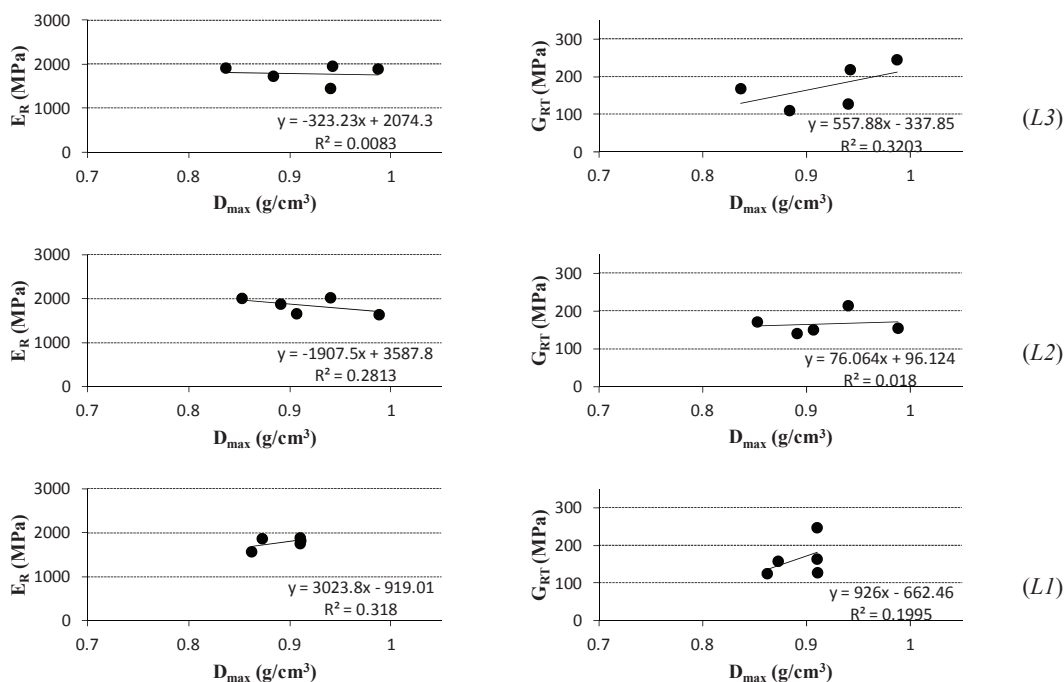 3000
2000
1000
0
E_R (MPa)
y = -323.23x + 2074.3
R² = 0.0083
0.7 0.8 0.9 1
D_max (g/cm³)
300
200
100
0
G_RT (MPa)
y = 557.88x - 337.85
R² = 0.3203
0.7 0.8 0.9 1
D_max (g/cm³)
(L3)
3000
2000
1000
0
E_R (MPa)
y = -1907.5x + 3587.8
R² = 0.2813
0.7 0.8 0.9 1
D_max (g/cm³)
300
200
100
0
G_RT (MPa)
y = 76.064x + 96.124
R² = 0.018
0.7 0.8 0.9 1
D_max (g/cm³)
(L2)
3000
2000
1000
0
E_R (MPa)
y = 3023.8x - 919.01
R² = 0.318
0.7 0.8 0.9 1
D_max (g/cm³)
300
200
100
0
G_RT (MPa)
y = 926x - 662.46
R² = 0.1995
0.7 0.8 0.9 1
D_max (g/cm³)
(L1)